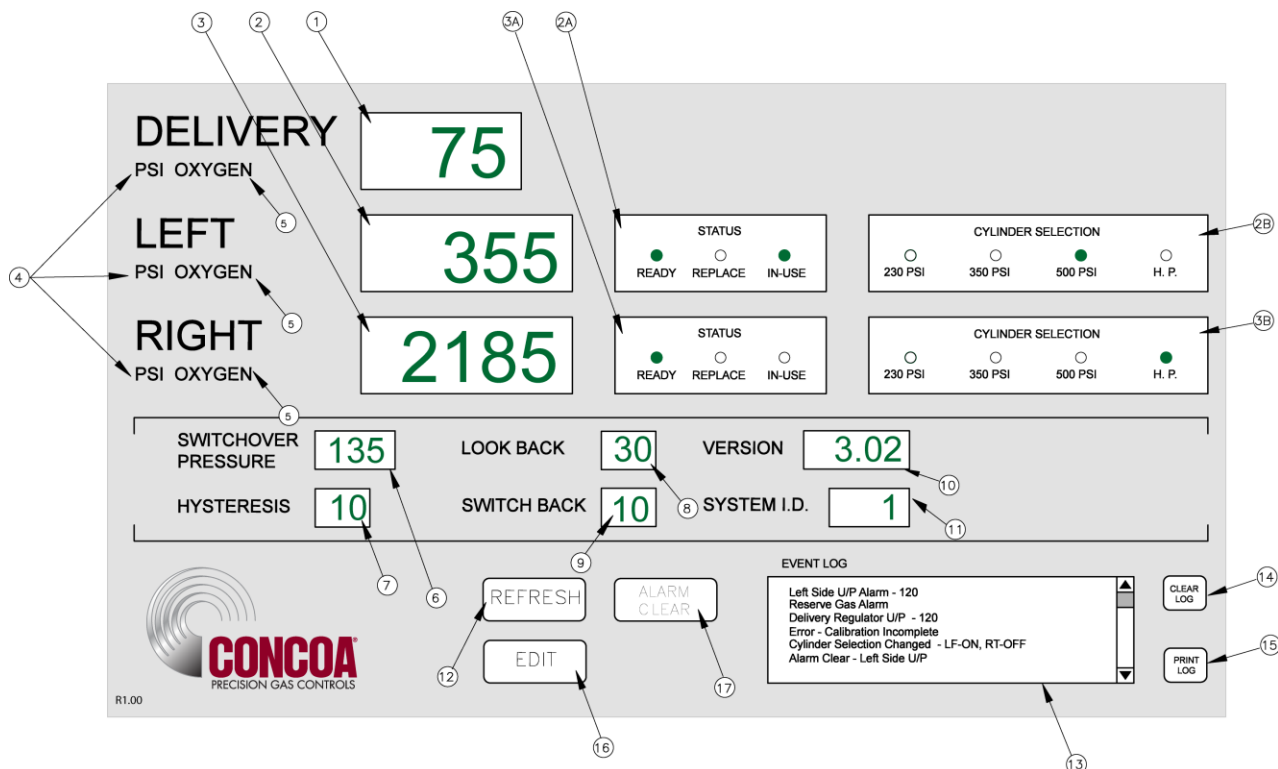 3
2
1
3A
2A
DELIVERY
PSI OXYGEN
75
5
LEFT
PSI OXYGEN
355
STATUS
READY REPLACE IN-USE
CYLINDER SELECTION
230 PSI 350 PSI 500 PSI H. P.
2B
4
5
RIGHT
PSI OXYGEN
2185
STATUS
READY REPLACE IN-USE
CYLINDER SELECTION
230 PSI 350 PSI 500 PSI H. P.
3B
5
SWITCHOVER
PRESSURE
135
LOOK BACK
30
VERSION
3.02
10
8
HYSTERESIS
10
SWITCH BACK
10
SYSTEM I.D.
1
11
7
6
9
EVENT LOG
REFRESH
ALARM
CLEAR
Left Side U/P Alarm - 120
Reserve Gas Alarm
Delivery Regulator U/P - 120
Error - Calibration Incomplete
Cylinder Selection Changed - LF-ON, RT-OFF
Alarm Clear - Left Side U/P
CLEAR
LOG
14
EDIT
PRINT
LOG
15
12
17
16
13
CONCOA
PRECISION GAS CONTROLS
R1.00